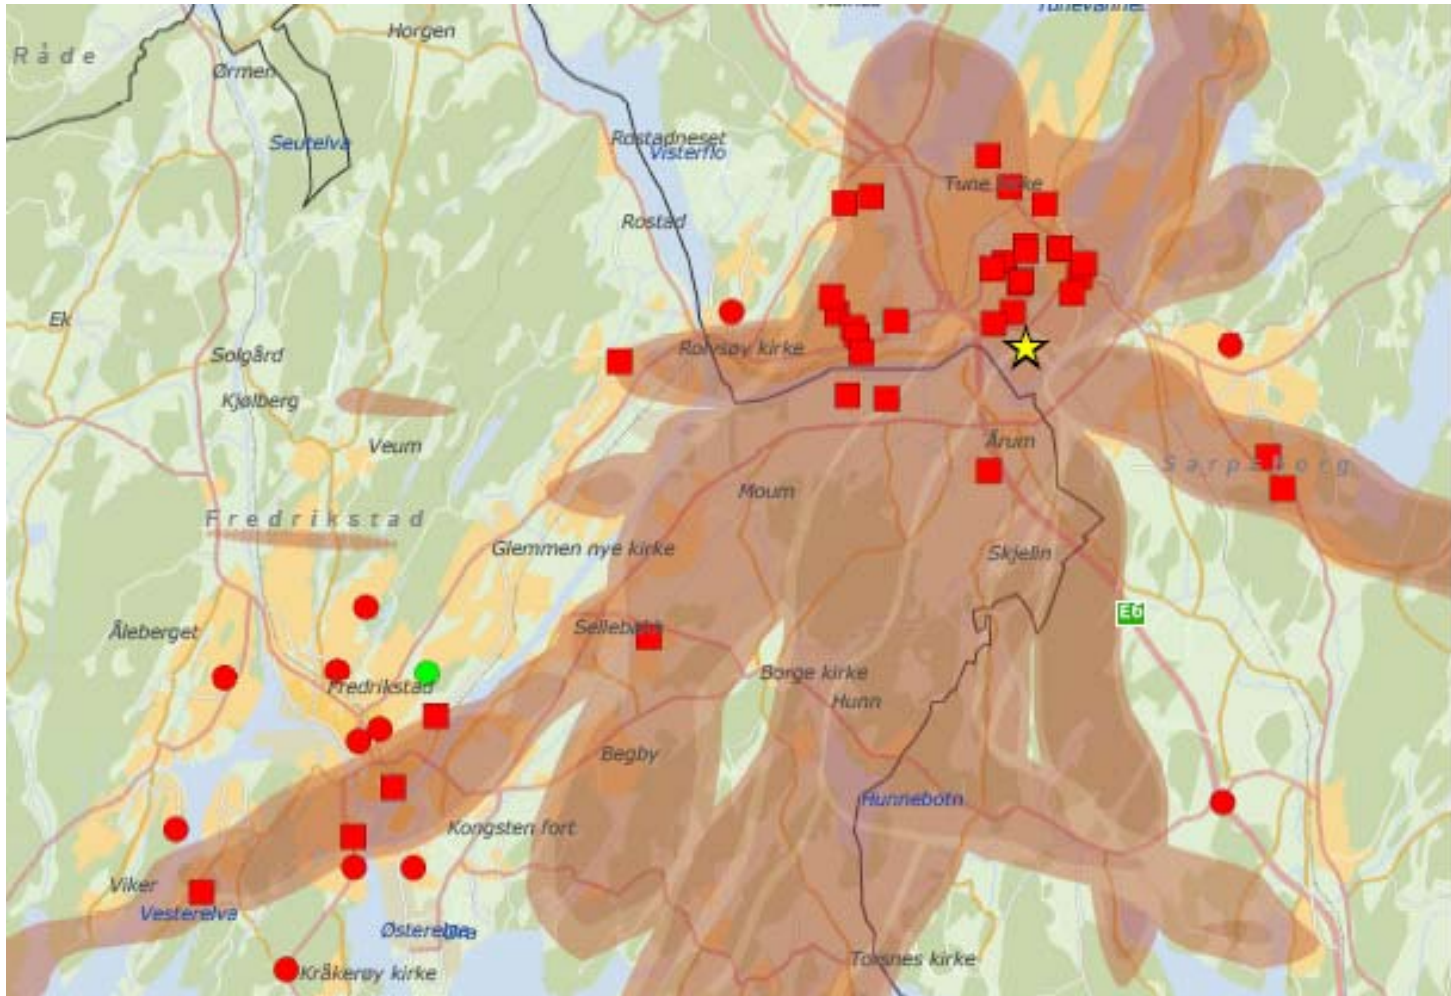 Tunevannet
Horgen
Råde
Ørmen
Seutelva
Rostadneset
Visterflo
Tune kirke
Rostad
Ek
Rolvsøy kirke
Solgård
Kjølberg
Årum
Veum
Sarpsborg
Moum
Fredrikstad
Glemmen nye kirke
Skjelin
E6
Åleberget
Sellebakk
Borge kirke
Fredrikstad
Hunn
Begby
Hunnebotn
Kongsten fort
Viker
Vesterelva
Østerelva
Øra
Torsnes kirke
Kråkerøy kirke